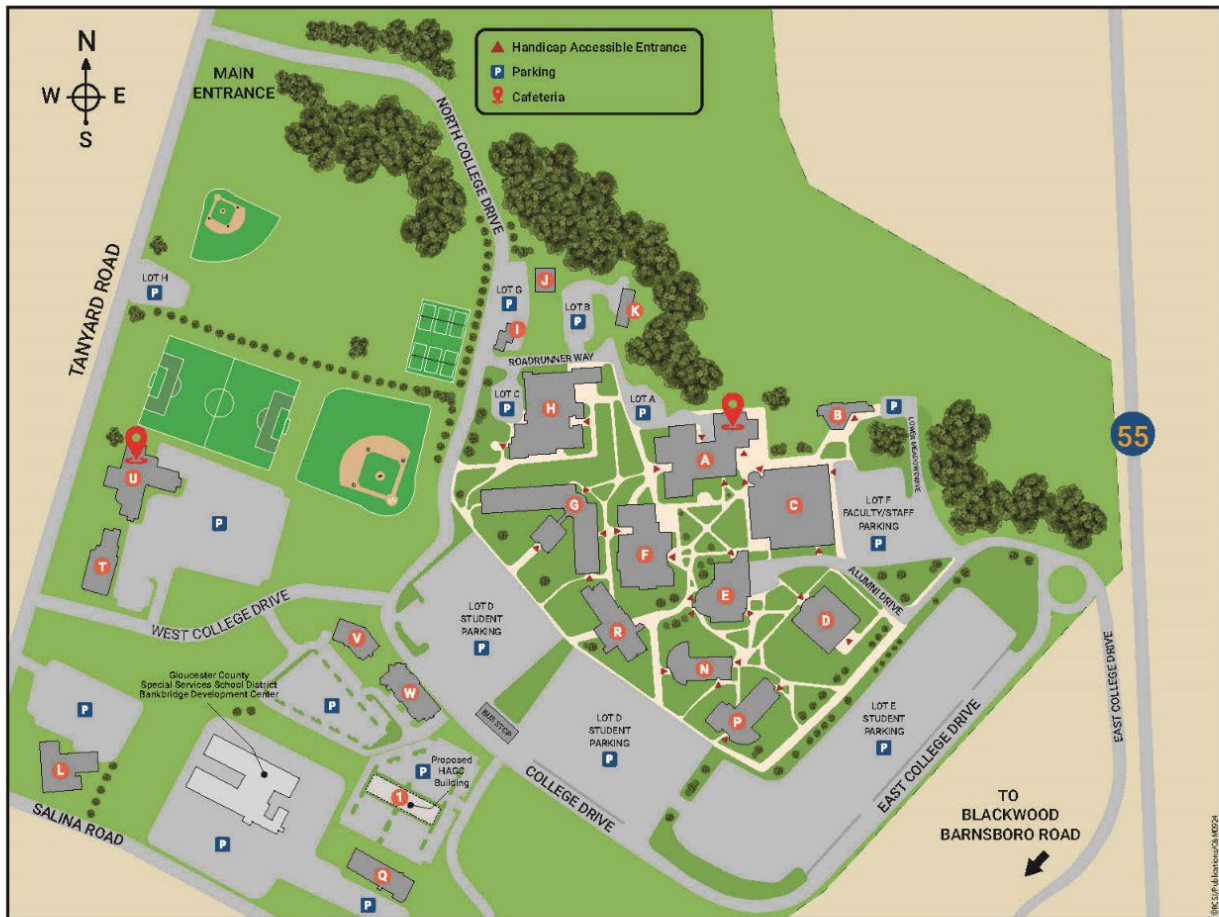 N
W E
S
MAIN
ENTRANCE
Handicap Accessible Entrance
P Parking
Cafeteria
NORTH COLLEGE DRIVE
TANYARD ROAD
LOT H
P
LOT G
P
J
LOT B
P
K
I
ROADRUNNER WAY
LOT C
P
H
LOT A
P
A
B
P
LOWER MEADOW DRIVE
55
U
P
T
G
F
C
LOT F
FACULTY/STAFF
PARKING
P
E
ALUMNI DRIVE
D
R
N
P
WEST COLLEGE DRIVE
V
W
LOT D
STUDENT
PARKING
P
BUS STOP
LOT D
STUDENT
PARKING
P
LOT E
STUDENT
PARKING
P
EAST COLLEGE DRIVE
EAST COLLEGE DRIVE
COLLEGE DRIVE
Gloucester County
Special Services School District
Bankbridge Development Center
P
P
L
SALINA ROAD
P
P
Proposed
HAGC
Building
1
Q
P
TO
BLACKWOOD
BARNSBORO ROAD